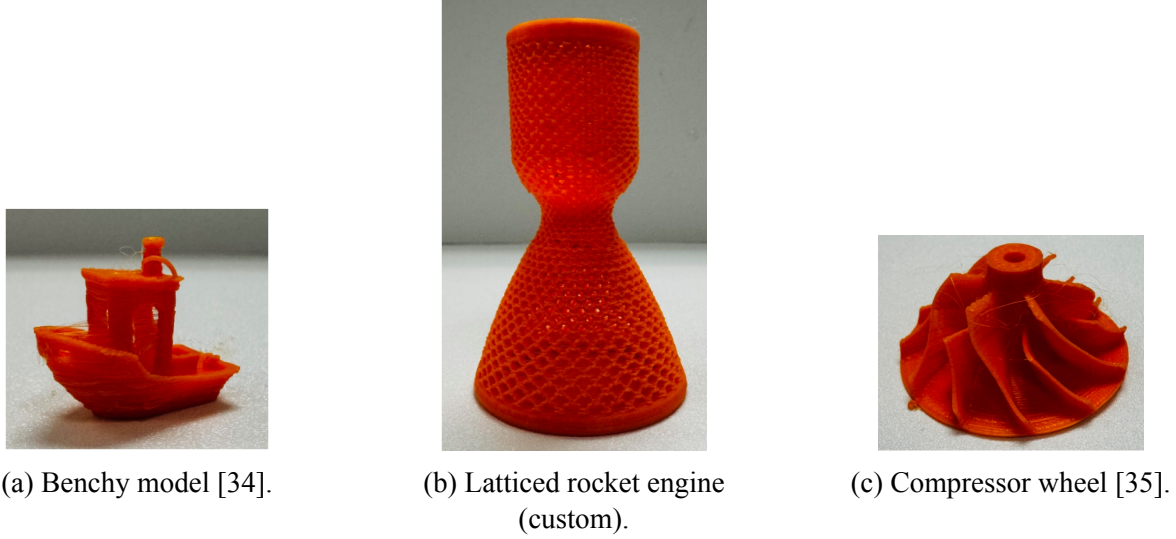 (a) Benchy model [34].
(b) Latticed rocket engine
(custom).
(c) Compressor wheel [35].